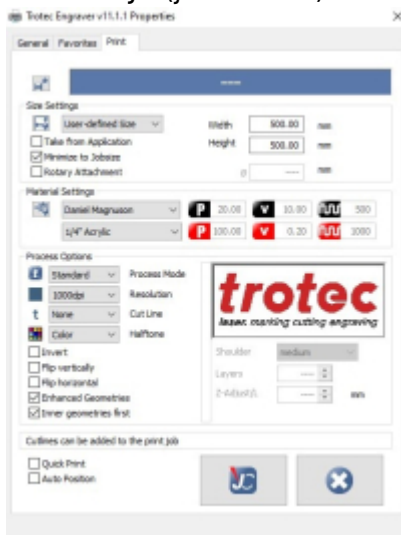 Trotec Engraver v11.1.1 Properties
General Favorites Print
Size Settings
User-defined Size
Width 500.00 mm
Take from Application
Height 500.00 mm
Minimize to Jobsize
Rotary Attachment
ø ---- mm
Material Settings
Daniel Magnuson
P 20.00 V 10.00 500
1/4" Acrylic
P 100.00 V 0.20 1000
Process Options
Standard Process Mode
1000dpi Resolution
t None Cut Line
Color Halftone
trotec
laser. marking cutting engraving
Invert
Shoulder medium
Flip vertically
Layers
Flip horizontal
Enhanced Geometries
Z-Adjustm. mm
Inner geometries first
Cutlines can be added to the print job
Quick Print
Auto Position
JC